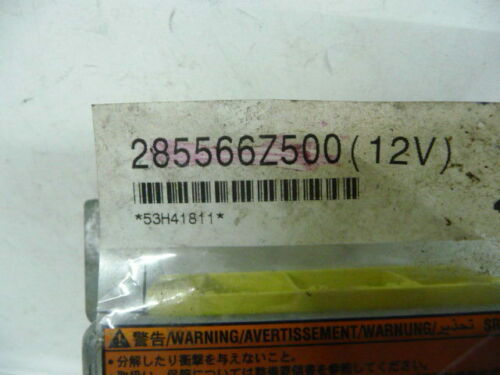 285566Z500(12V)
*53H41811*
警告/WARNING/AVERTISSEMENT/WARNUNG/تحذير/
・分解したり衝撃を与えないこと。